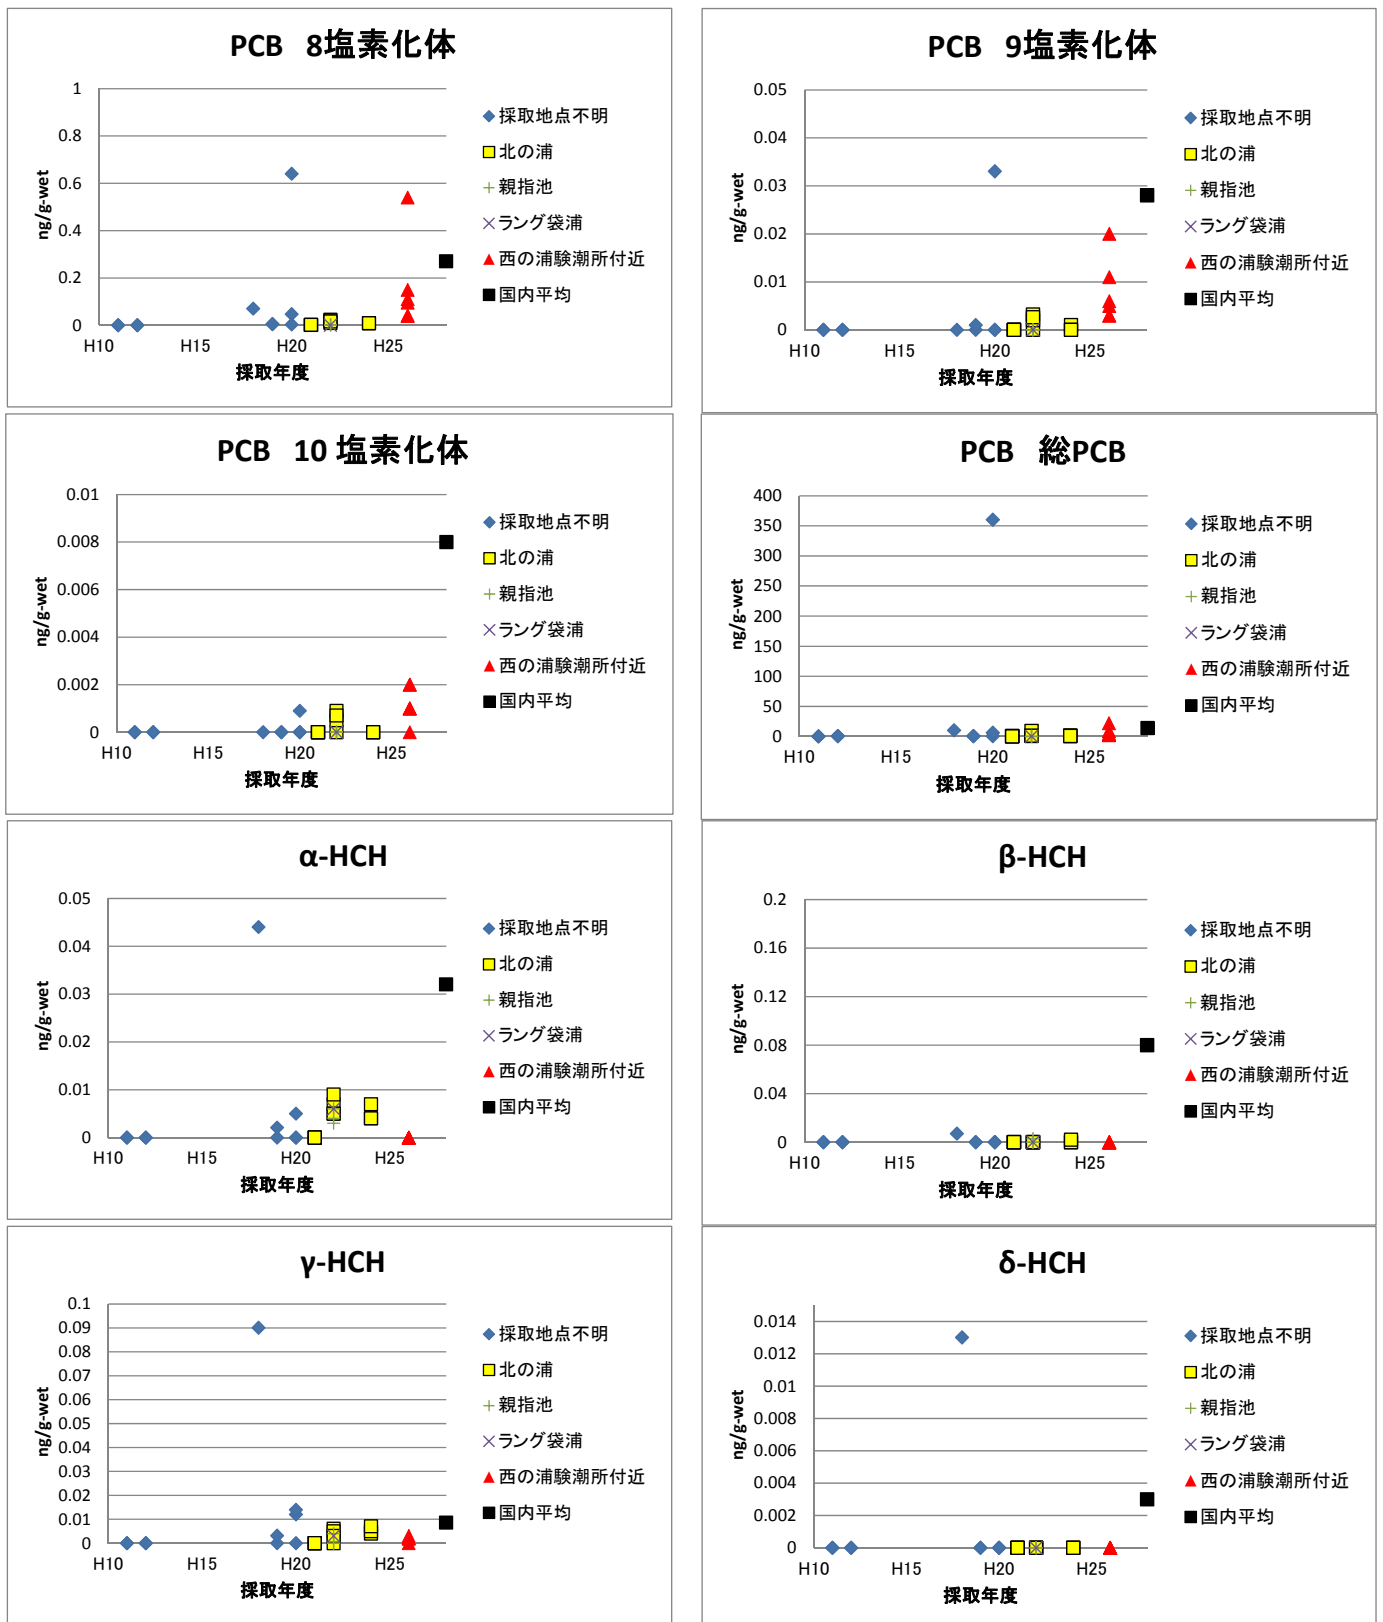 PCB 8塩素化体
1
0.8
0.6
0.4
0.2
0
ng/g-wet
H10 H15 H20 H25
採取年度
採取地点不明
北の浦
親指池
ラング袋浦
西の浦験潮所付近
国内平均
PCB 9塩素化体
0.05
0.04
0.03
0.02
0.01
0
ng/g-wet
H10 H15 H20 H25
採取年度
採取地点不明
北の浦
親指池
ラング袋浦
西の浦験潮所付近
国内平均
PCB 10 塩素化体
0.01
0.008
0.006
0.004
0.002
0
ng/g-wet
H10 H15 H20 H25
採取年度
採取地点不明
北の浦
親指池
ラング袋浦
西の浦験潮所付近
国内平均
PCB 総PCB
400
350
300
250
200
150
100
50
0
ng/g-wet
H10 H15 H20 H25
採取年度
採取地点不明
北の浦
親指池
ラング袋浦
西の浦験潮所付近
国内平均
α-HCH
0.05
0.04
0.03
0.02
0.01
0
ng/g-wet
H10 H15 H20 H25
採取年度
採取地点不明
北の浦
親指池
ラング袋浦
西の浦験潮所付近
国内平均
β-HCH
0.2
0.16
0.12
0.08
0.04
0
ng/g-wet
H10 H15 H20 H25
採取年度
採取地点不明
北の浦
親指池
ラング袋浦
西の浦験潮所付近
国内平均
γ-HCH
0.1
0.09
0.08
0.07
0.06
0.05
0.04
0.03
0.02
0.01
0
ng/g-wet
H10 H15 H20 H25
採取年度
採取地点不明
北の浦
親指池
ラング袋浦
西の浦験潮所付近
国内平均
δ-HCH
0.014
0.012
0.01
0.008
0.006
0.004
0.002
0
ng/g-wet
H10 H15 H20 H25
採取年度
採取地点不明
北の浦
親指池
ラング袋浦
西の浦験潮所付近
国内平均